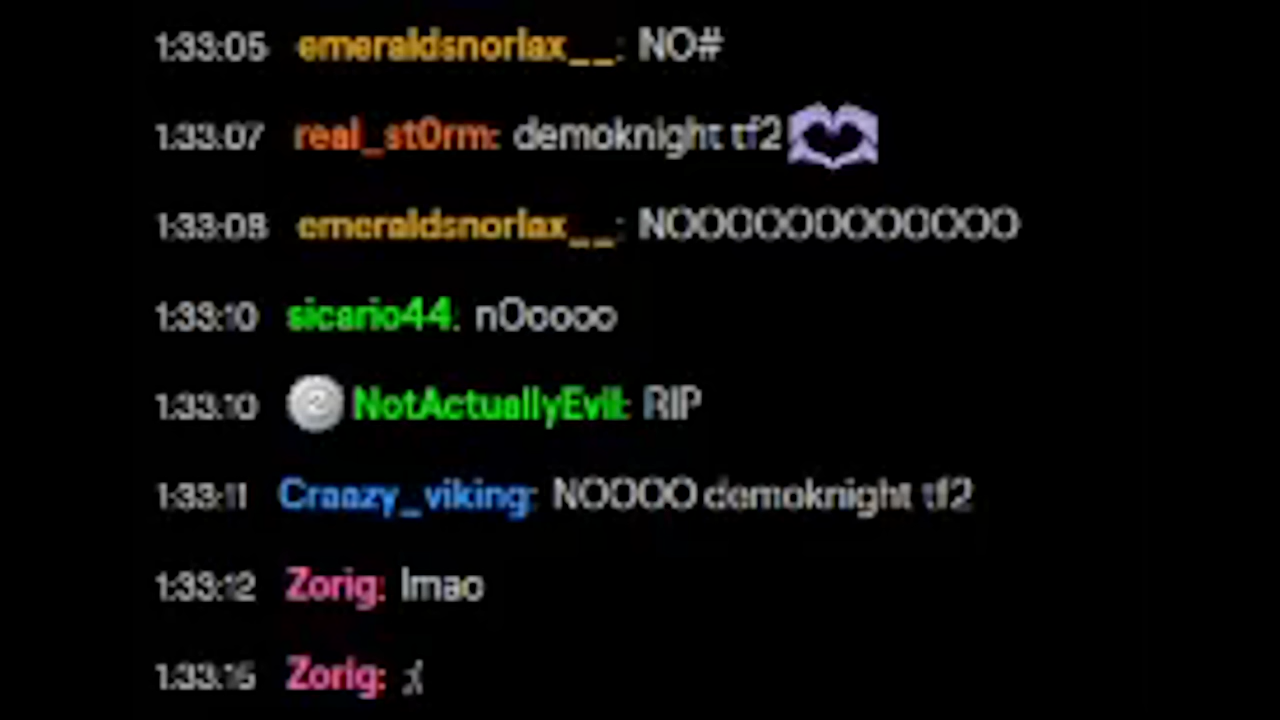 1:33:05 emeraldsnorlax__: NO#
1:33:07 real_st0rm: demoknight tf2
1:33:08 emeraldsnorlax__: NOOOOOOOOOOOOO
1:33:10 sicario44: nOoooo
1:33:10 2 NotActuallyEvil: RIP
1:33:11 Craazy_viking: NOOOO demoknight tf2
1:33:12 Zorig: lmao
1:33:15 Zorig: ;(